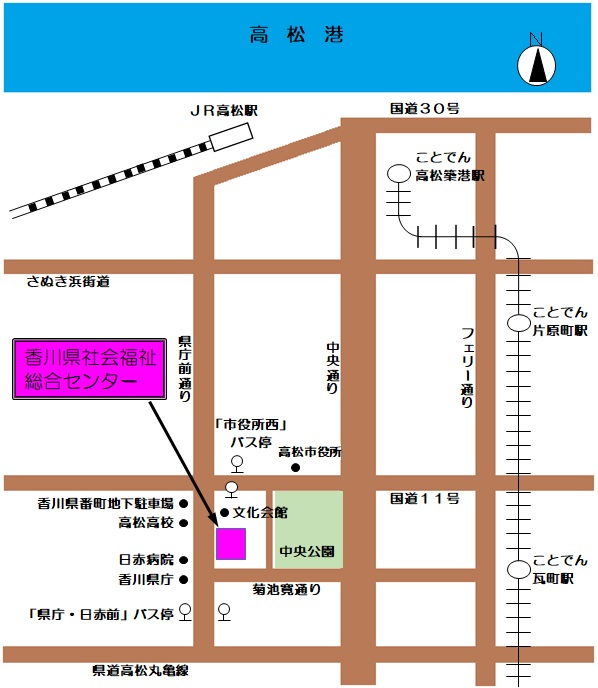 高松港
N
JR高松駅
国道30号
ことでん
高松築港駅
さぬき浜街道
ことでん
片原町駅
県庁前通り
中央通り
フェリー通り
香川県社会福祉
総合センター
「市役所西」
バス停
高松市役所
香川県番町地下駐車場
国道11号
文化会館
高松高校
中央公園
日赤病院
ことでん
瓦町駅
香川県庁
菊池寛通り
「県庁・日赤前」バス停
県道高松丸亀線